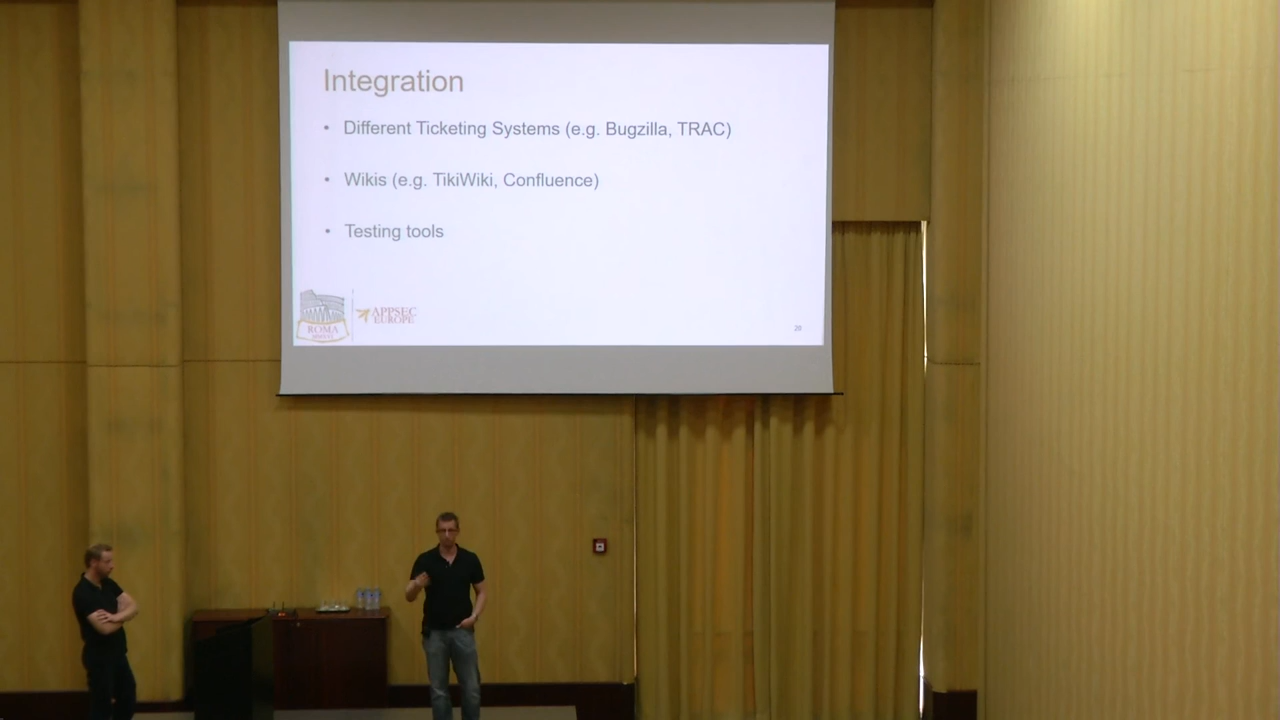 Integration
• Different Ticketing Systems (e.g. Bugzilla, TRAC)
• Wikis (e.g. TikiWiki, Confluence)
• Testing tools
ROMA
APPSEC
EUROPE